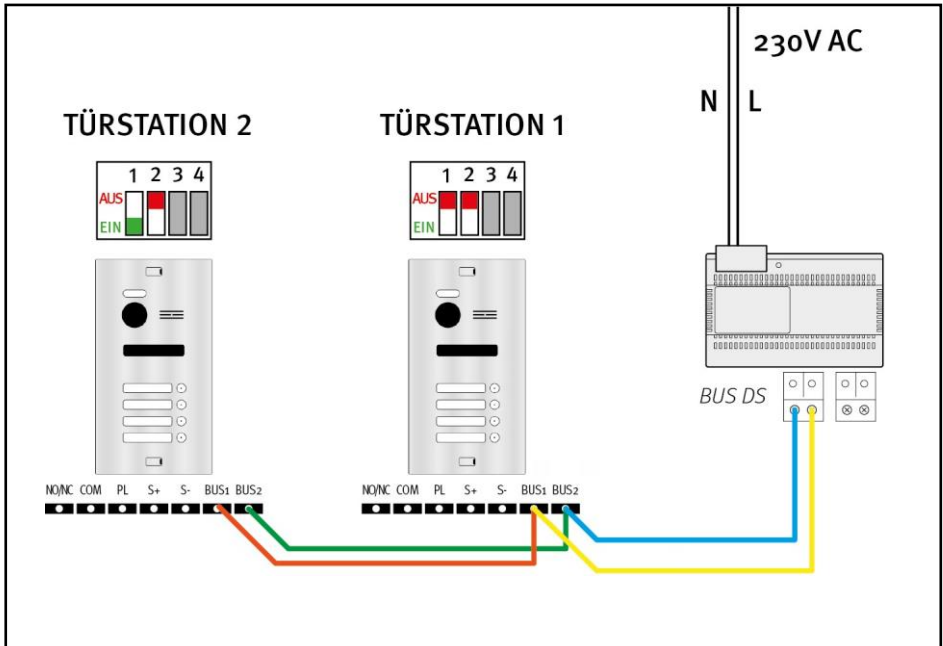 230V AC
N L
TÜRSTATION 2
TÜRSTATION 1
1 2 3 4
AUS
EIN
1 2 3 4
AUS
EIN
BUS DS
NO/NC COM PL S+ S- BUS1 BUS2
NO/NC COM PL S+ S- BUS1 BUS2